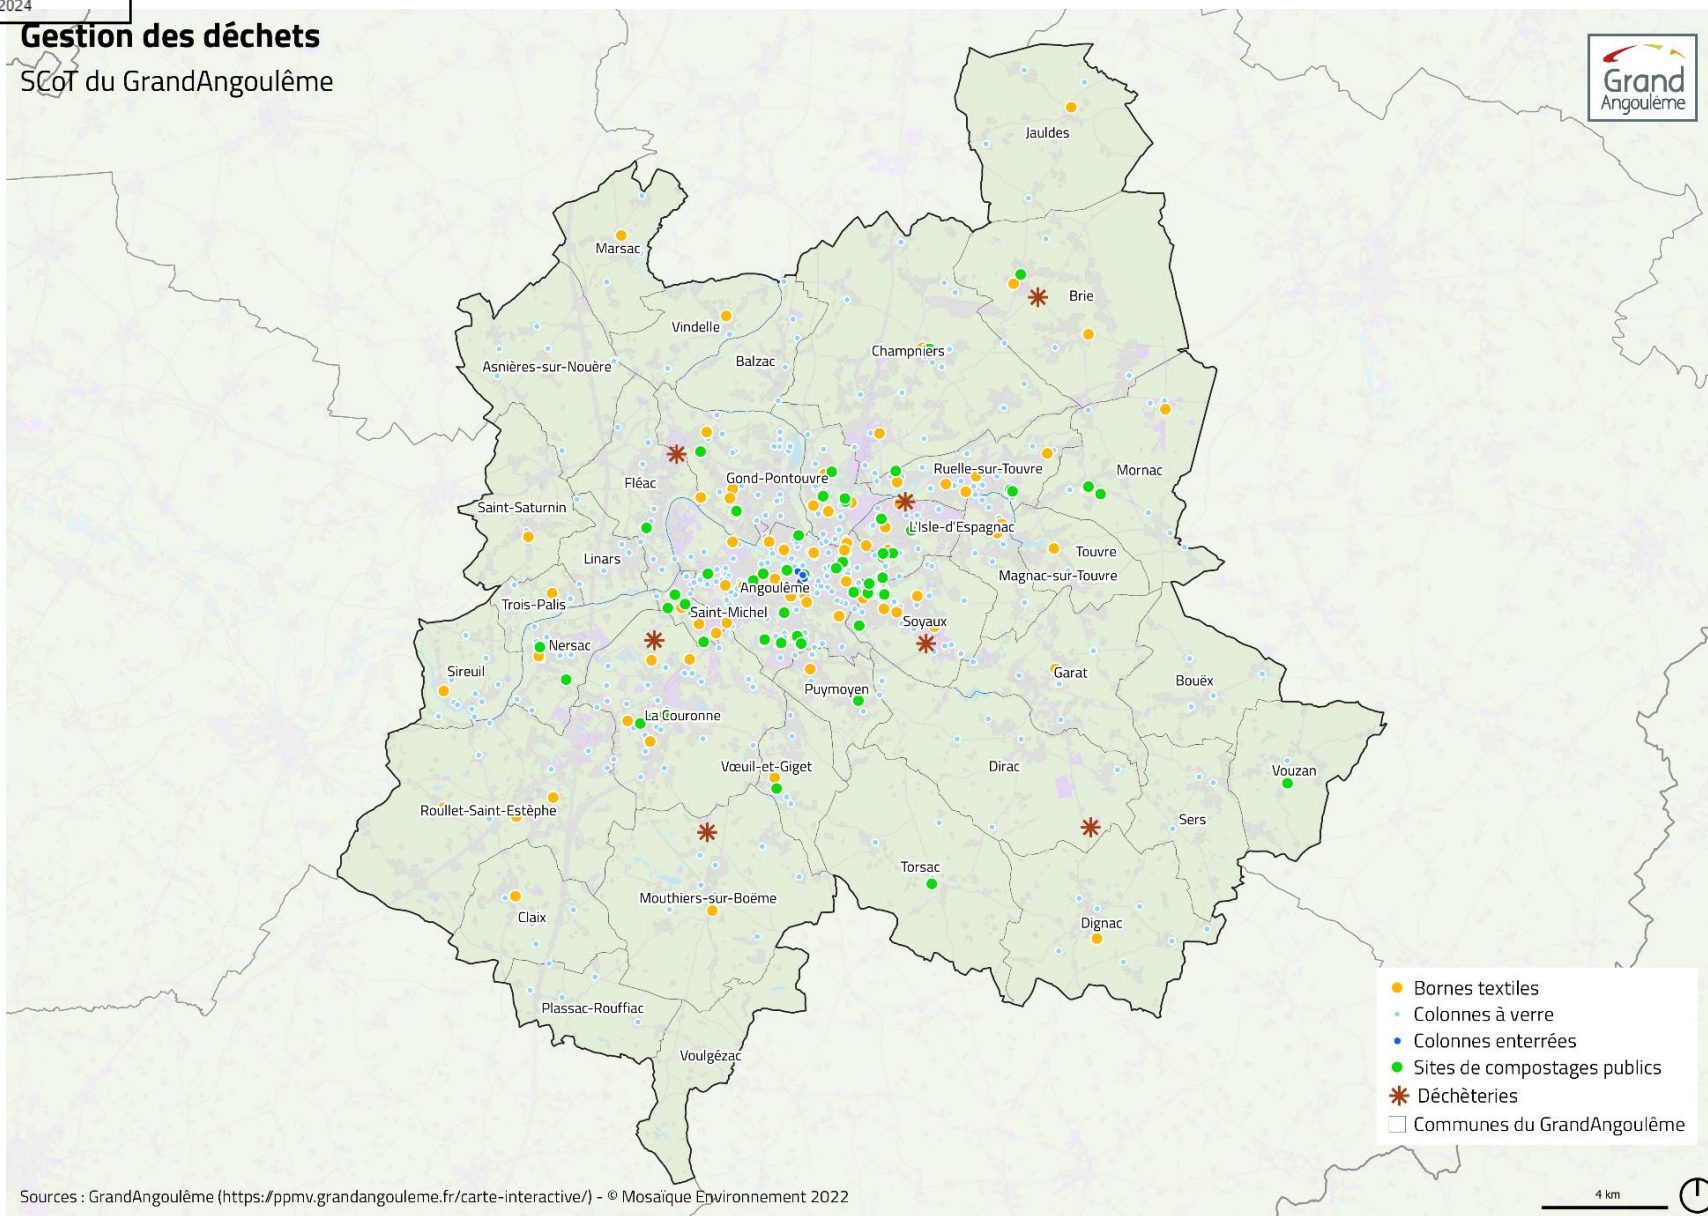 2024
Gestion des déchets
SCoT du GrandAngoulême
Grand
Angoulême
Jauldes
Marsac
Brie
Vindelle
Champniers
Balzac
Asnières-sur-Nouère
Ruelle-sur-Touvre
Mornac
Gond-Pontouvre
Fléac
Saint-Saturnin
L'Isle-d'Espagnac
Touvre
Linars
Magnac-sur-Touvre
Angoulême
Trois-Palis
Saint-Michel
Soyaux
Nersac
Sireuil
Garat
Bouëx
Puymoyen
La Couronne
Vœuil-et-Giget
Dirac
Vouzan
Roullet-Saint-Estèphe
Sers
Torsac
Mouthiers-sur-Boëme
Claix
Dignac
Plassac-Rouffiac
Voulgézac
Bornes textiles
Colonnes à verre
Colonnes enterrées
Sites de compostages publics
Déchèteries
Communes du GrandAngoulême
Sources : GrandAngoulême (https://ppmv.grandangouleme.fr/carte-interactive/) - © Mosaïque Environnement 2022
4 km